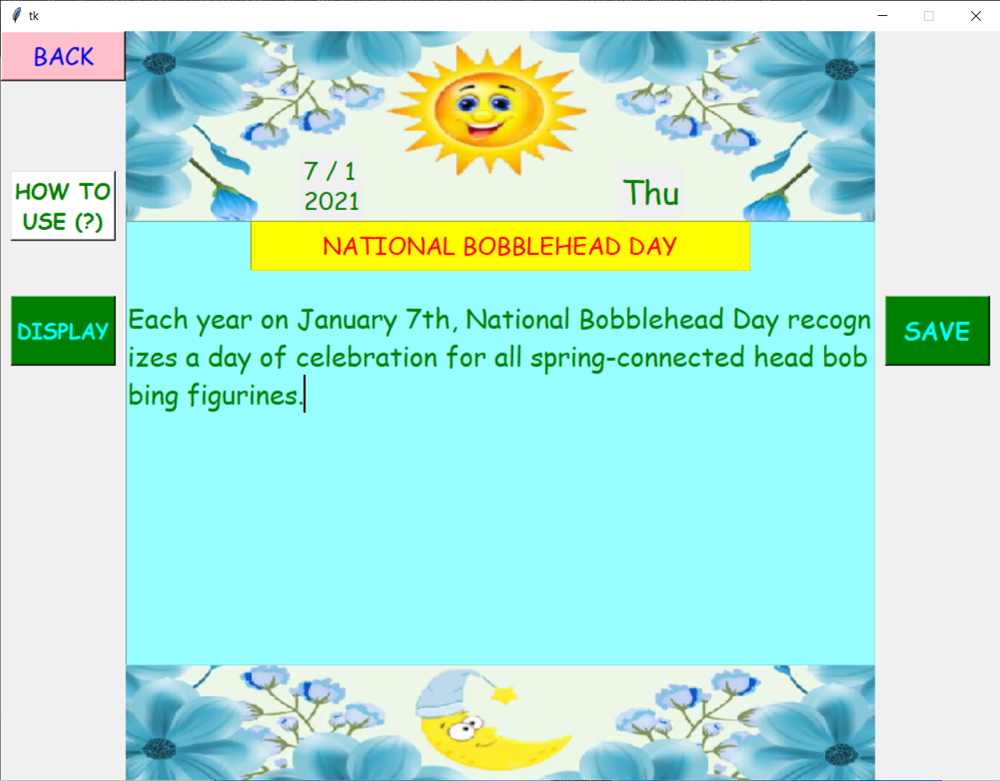 tk
BACK
7 / 1
2021
Thu
HOW TO
USE (?)
NATIONAL BOBBLEHEAD DAY
DISPLAY
Each year on January 7th, National Bobblehead Day recogn
izes a day of celebration for all spring-connected head bob
bing figurines.
SAVE